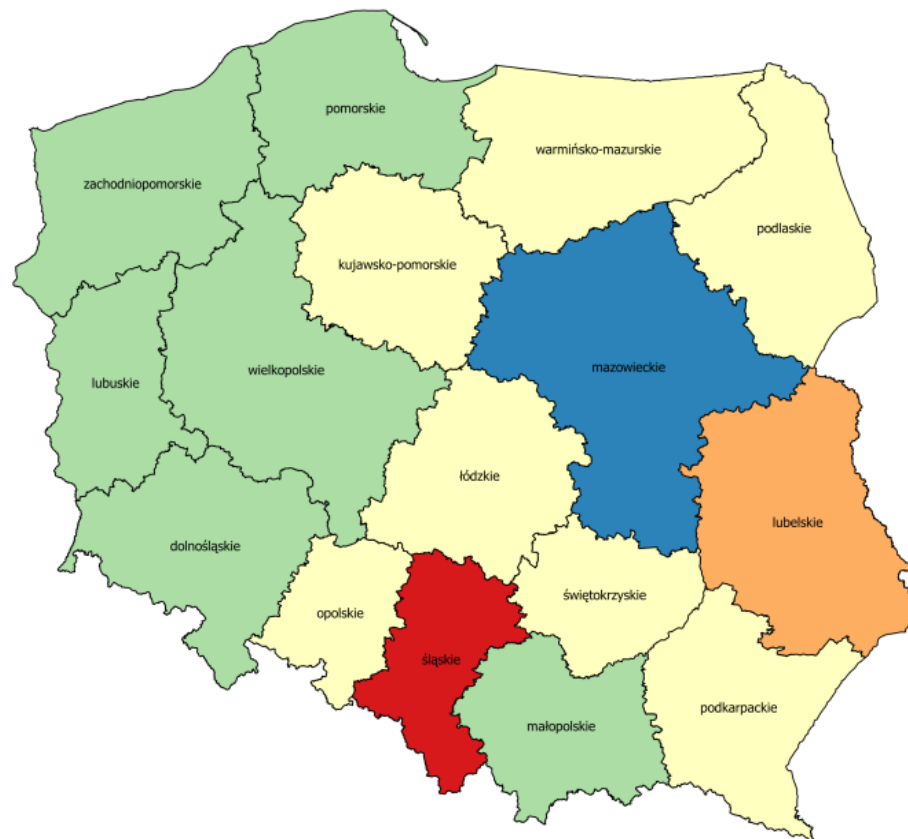 pomorskie
warmińsko-mazurskie
zachodniopomorskie
podlaskie
kujawsko-pomorskie
mazowieckie
wielkopolskie
lubuskie
łódzkie
lubelskie
dolnośląskie
świętokrzyskie
opolskie
śląskie
podkarpackie
małopolskie